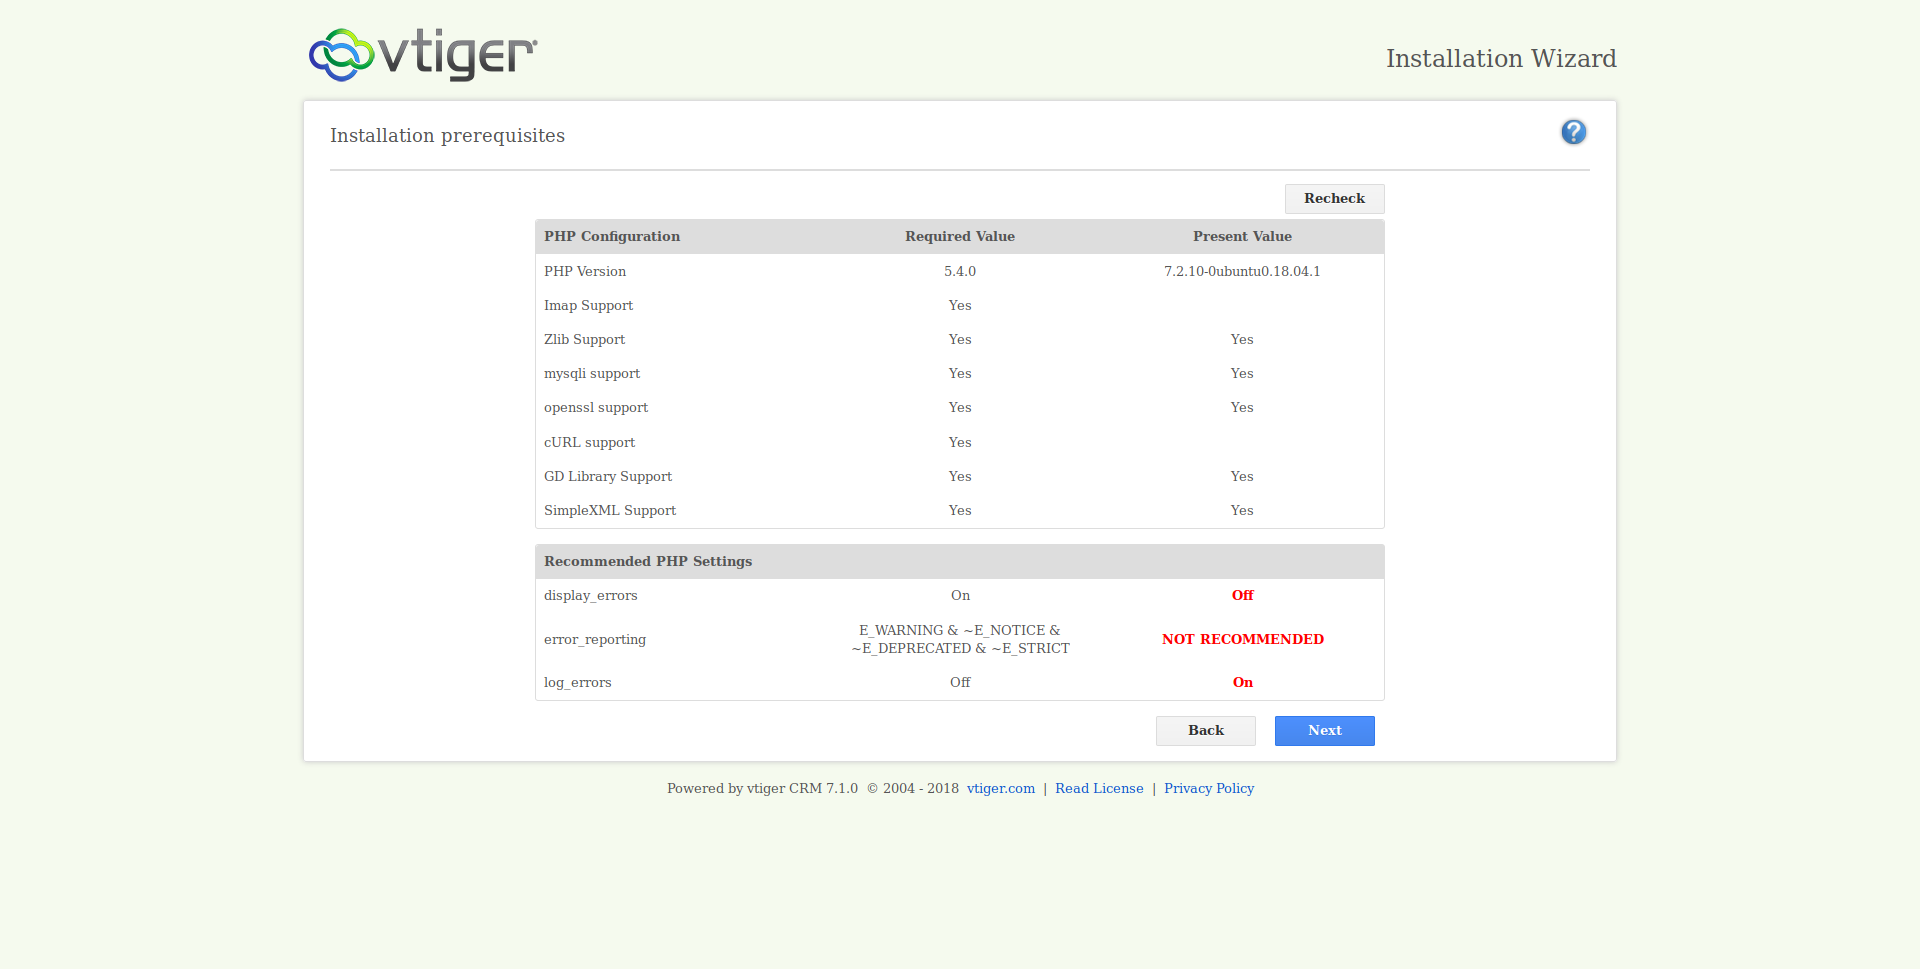 vtiger
Installation Wizard
Installation prerequisites
Recheck
PHP Configuration Required Value Present Value
PHP Version 5.4.0 7.2.10-0ubuntu0.18.04.1
Imap Support Yes
Zlib Support Yes Yes
mysqli support Yes Yes
openssl support Yes Yes
cURL support Yes
GD Library Support Yes Yes
SimpleXML Support Yes Yes
Recommended PHP Settings
display_errors On Off
error_reporting E_WARNING & ~E_NOTICE & NOT RECOMMENDED
~E_DEPRECATED & ~E_STRICT
log_errors Off On
Back Next
Powered by vtiger CRM 7.1.0 © 2004 - 2018 vtiger.com | Read License | Privacy Policy